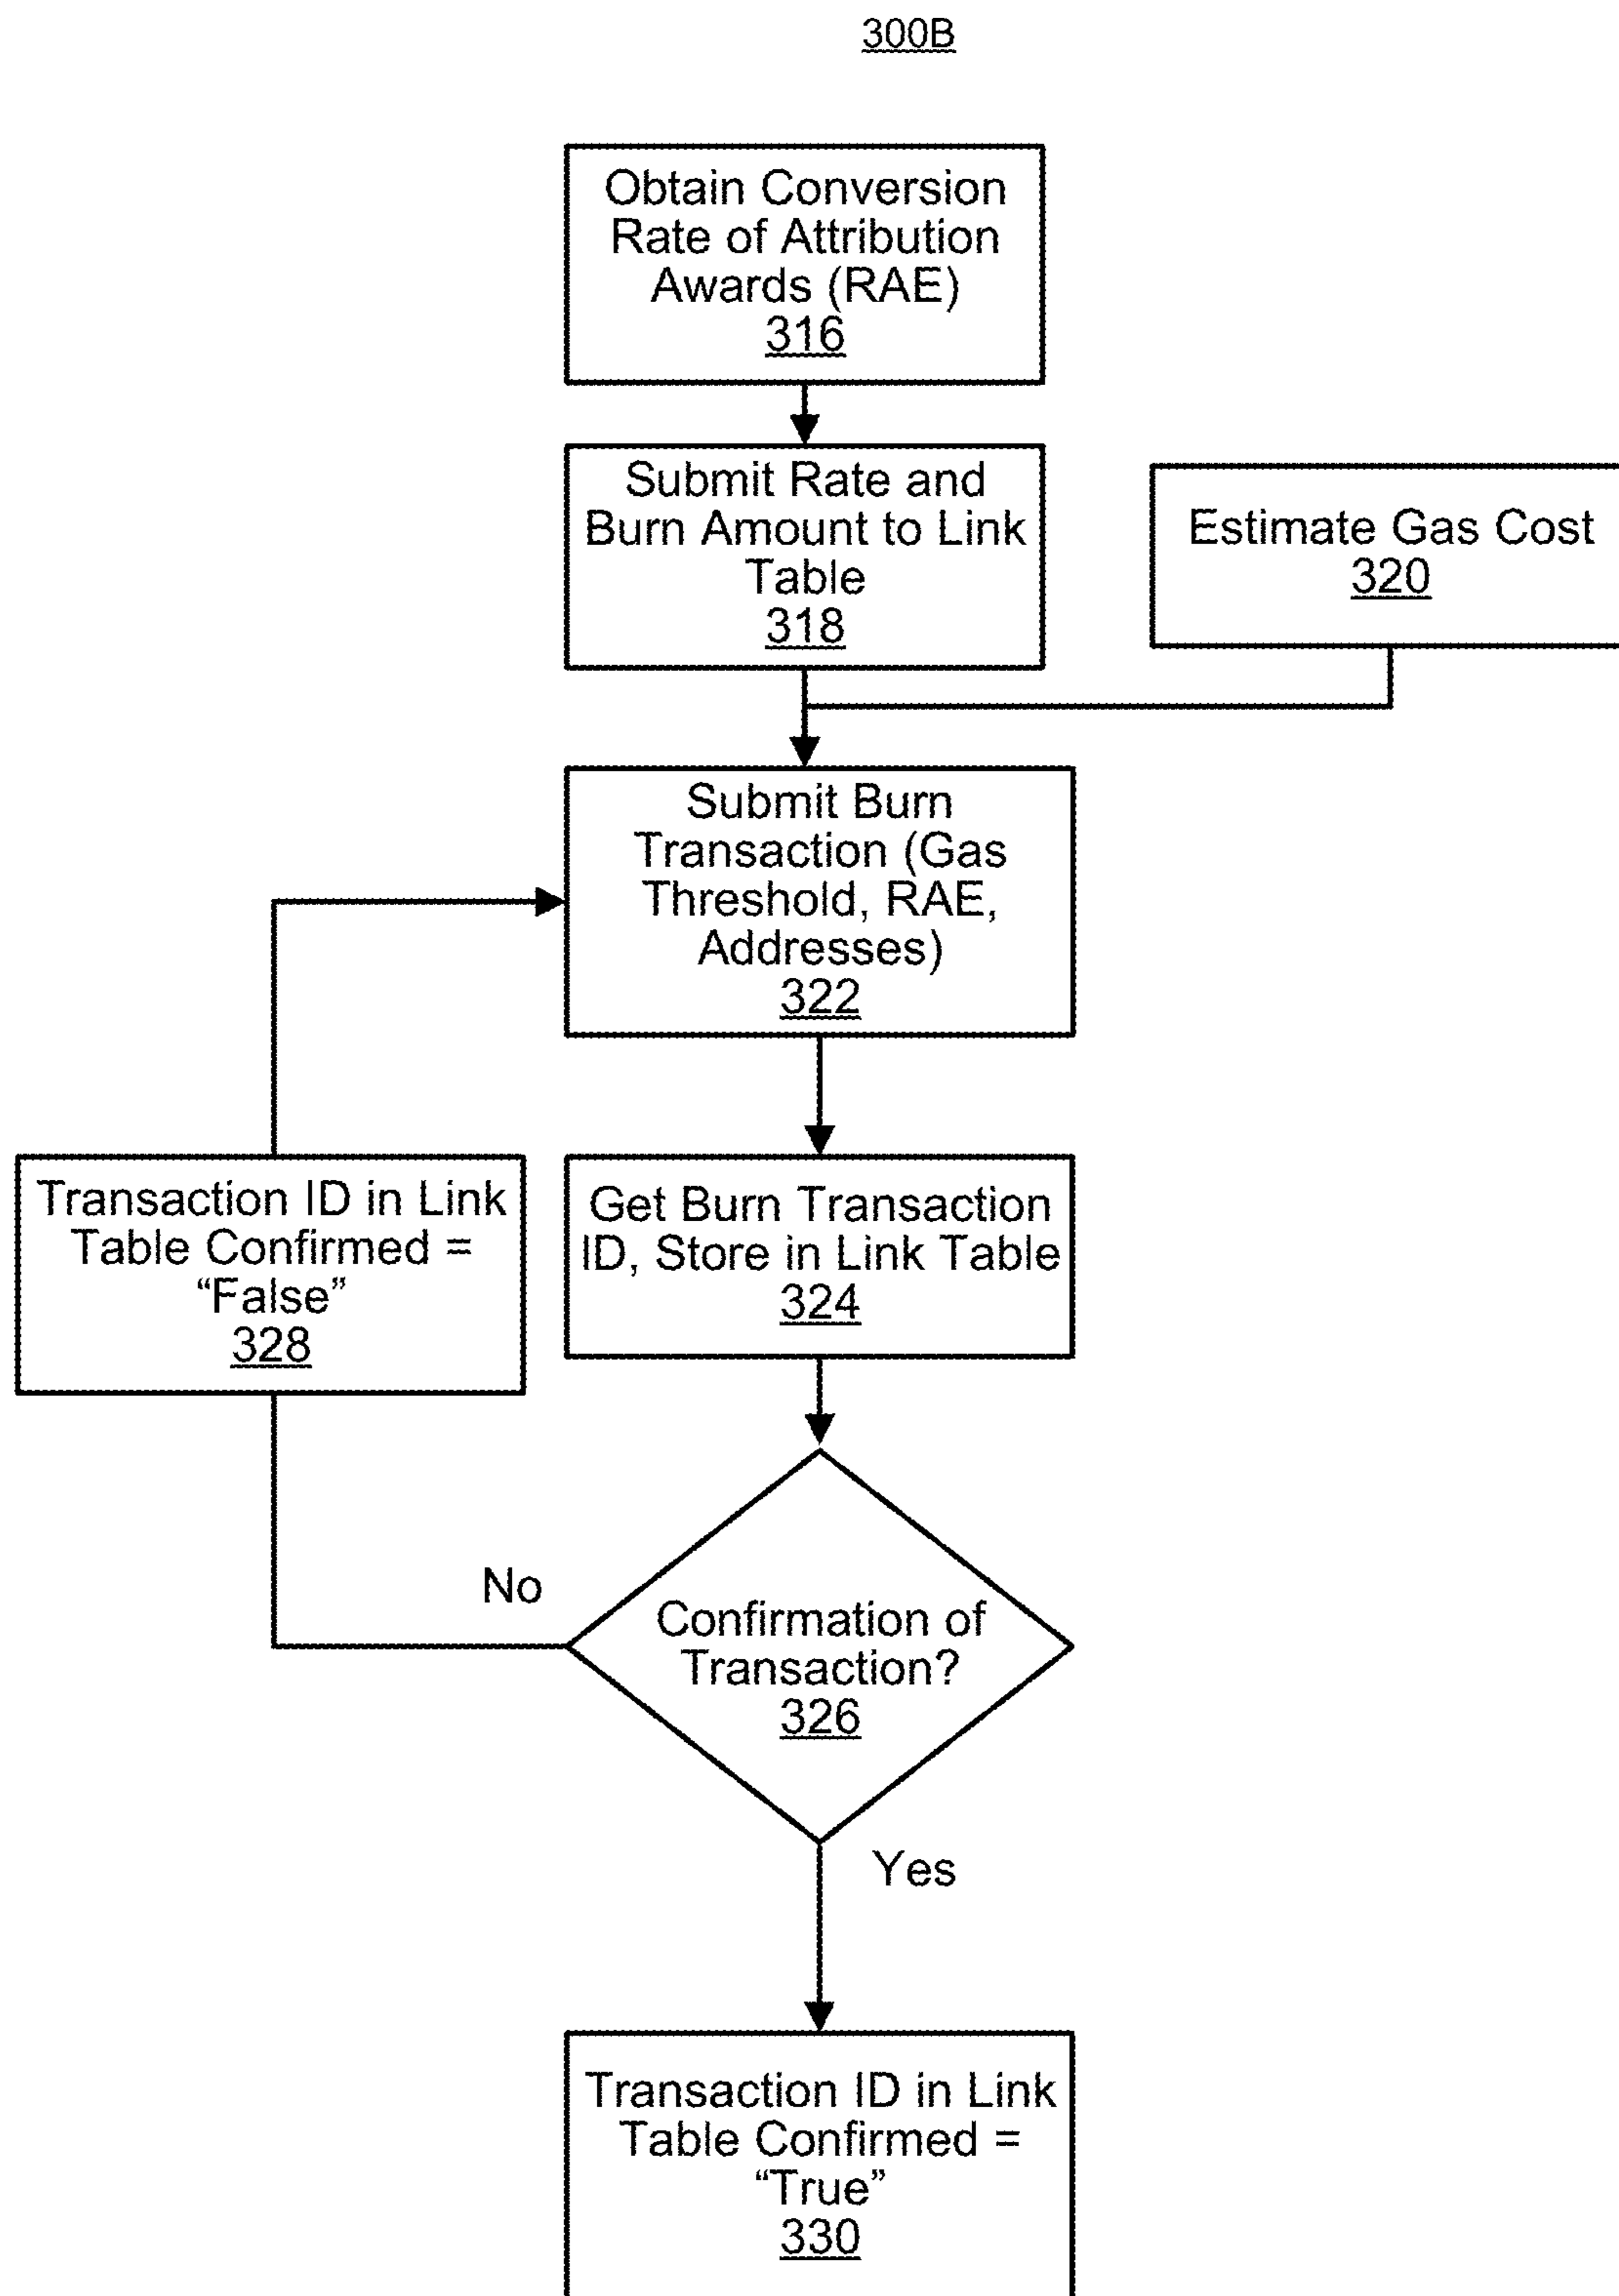 300B
Obtain Conversion
Rate of Attribution
Awards (RAE)
316
Submit Rate and
Burn Amount to Link
Table
318
Estimate Gas Cost
320
Submit Burn
Transaction (Gas
Threshold, RAE,
Addresses)
322
Transaction ID in Link
Table Confirmed =
“False”
328
Get Burn Transaction
ID, Store in Link Table
324
No
Confirmation of
Transaction?
326
Yes
Transaction ID in Link
Table Confirmed =
“True”
330